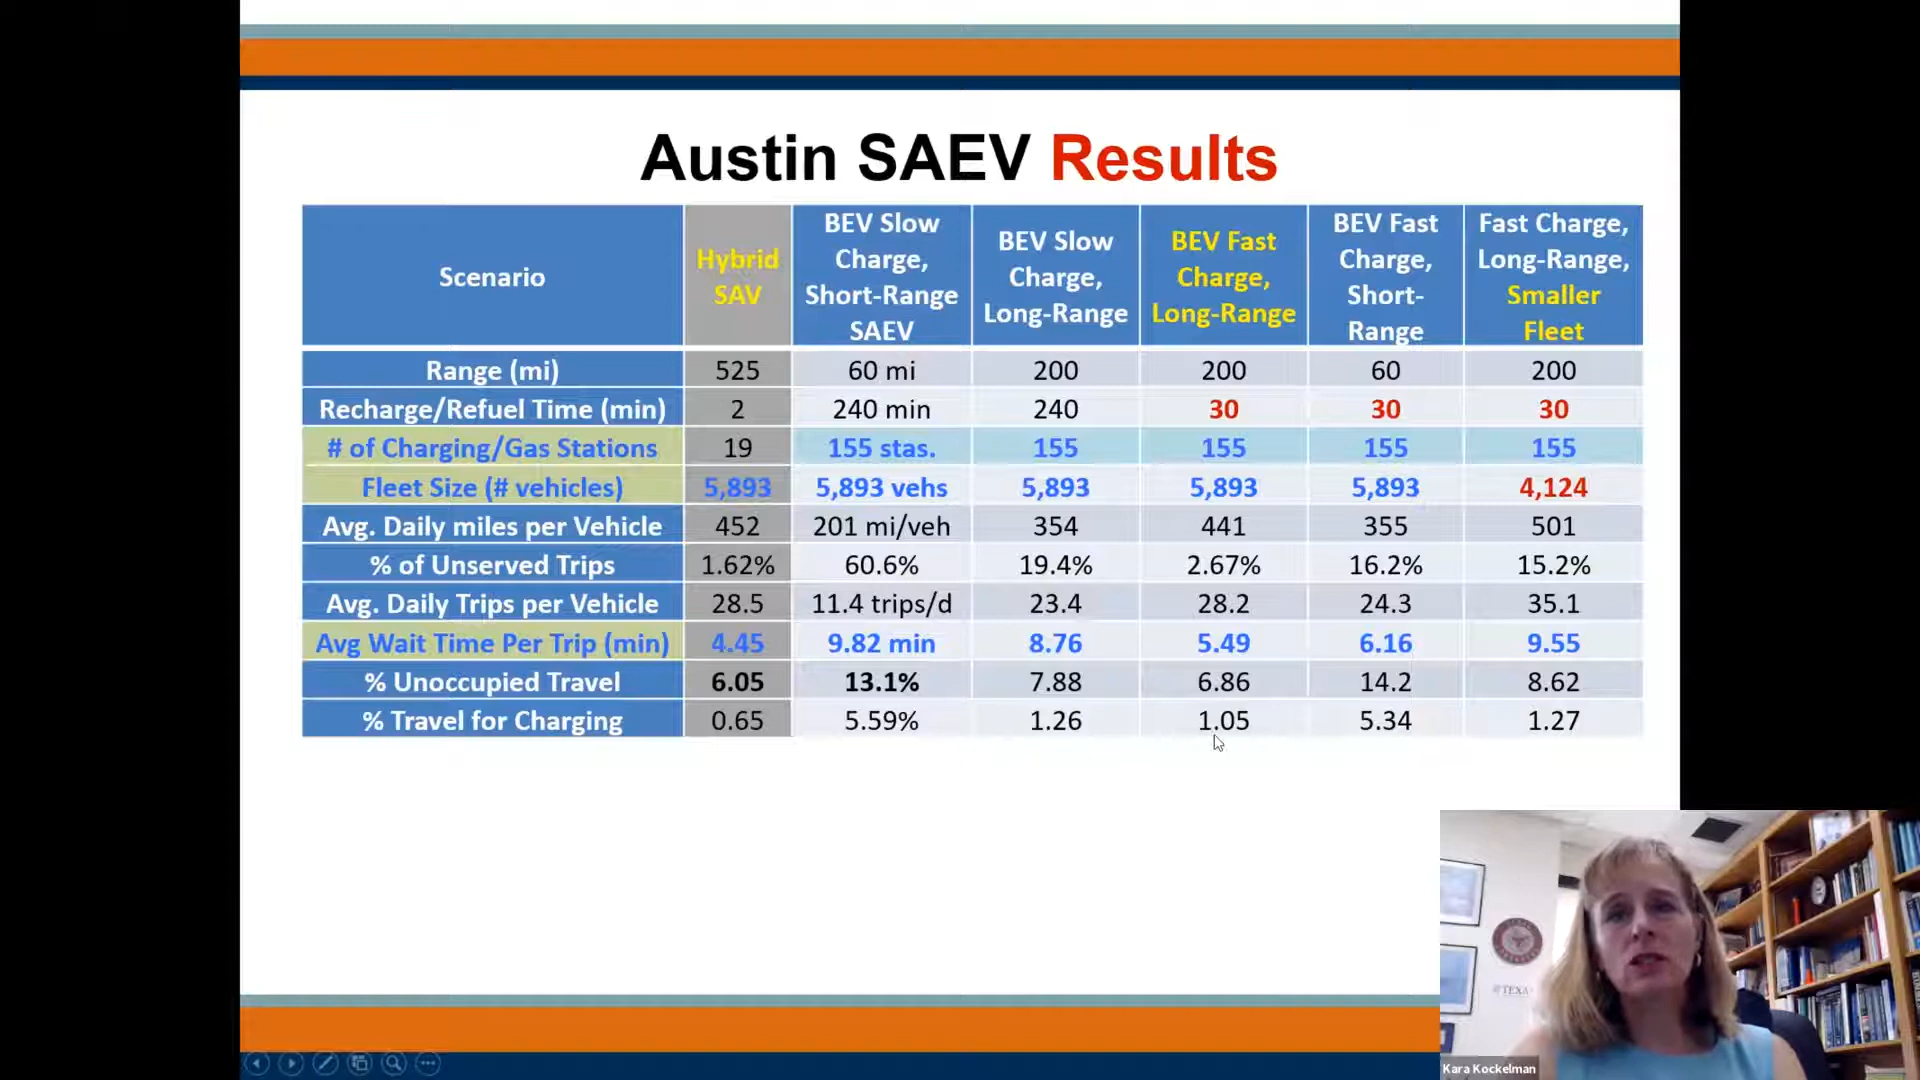 Austin SAEV Results
Scenario
Hybrid
SAV
BEV Slow
Charge,
Short-Range
SAEV
BEV Slow
Charge,
Long-Range
BEV Fast
Charge,
Long-Range
BEV Fast
Charge,
Short-
Range
Fast Charge,
Long-Range,
Smaller
Fleet
Range (mi) 525 60 mi 200 200 60 200
Recharge/Refuel Time (min) 2 240 min 240 30 30 30
# of Charging/Gas Stations 19 155 stas. 155 155 155 155
Fleet Size (# vehicles) 5,893 5,893 vehs 5,893 5,893 5,893 4,124
Avg. Daily miles per Vehicle 452 201 mi/veh 354 441 355 501
% of Unserved Trips 1.62% 60.6% 19.4% 2.67% 16.2% 15.2%
Avg. Daily Trips per Vehicle 28.5 11.4 trips/d 23.4 28.2 24.3 35.1
Avg Wait Time Per Trip (min) 4.45 9.82 min 8.76 5.49 6.16 9.55
% Unoccupied Travel 6.05 13.1% 7.88 6.86 14.2 8.62
% Travel for Charging 0.65 5.59% 1.26 1.05 5.34 1.27
TEXA
Kara Kockelman